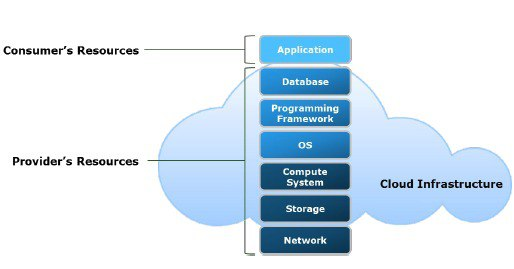 Consumer's Resources
Application
Database
Programming
Framework
OS
Provider's Resources
Compute
System
Cloud Infrastructure
Storage
Network